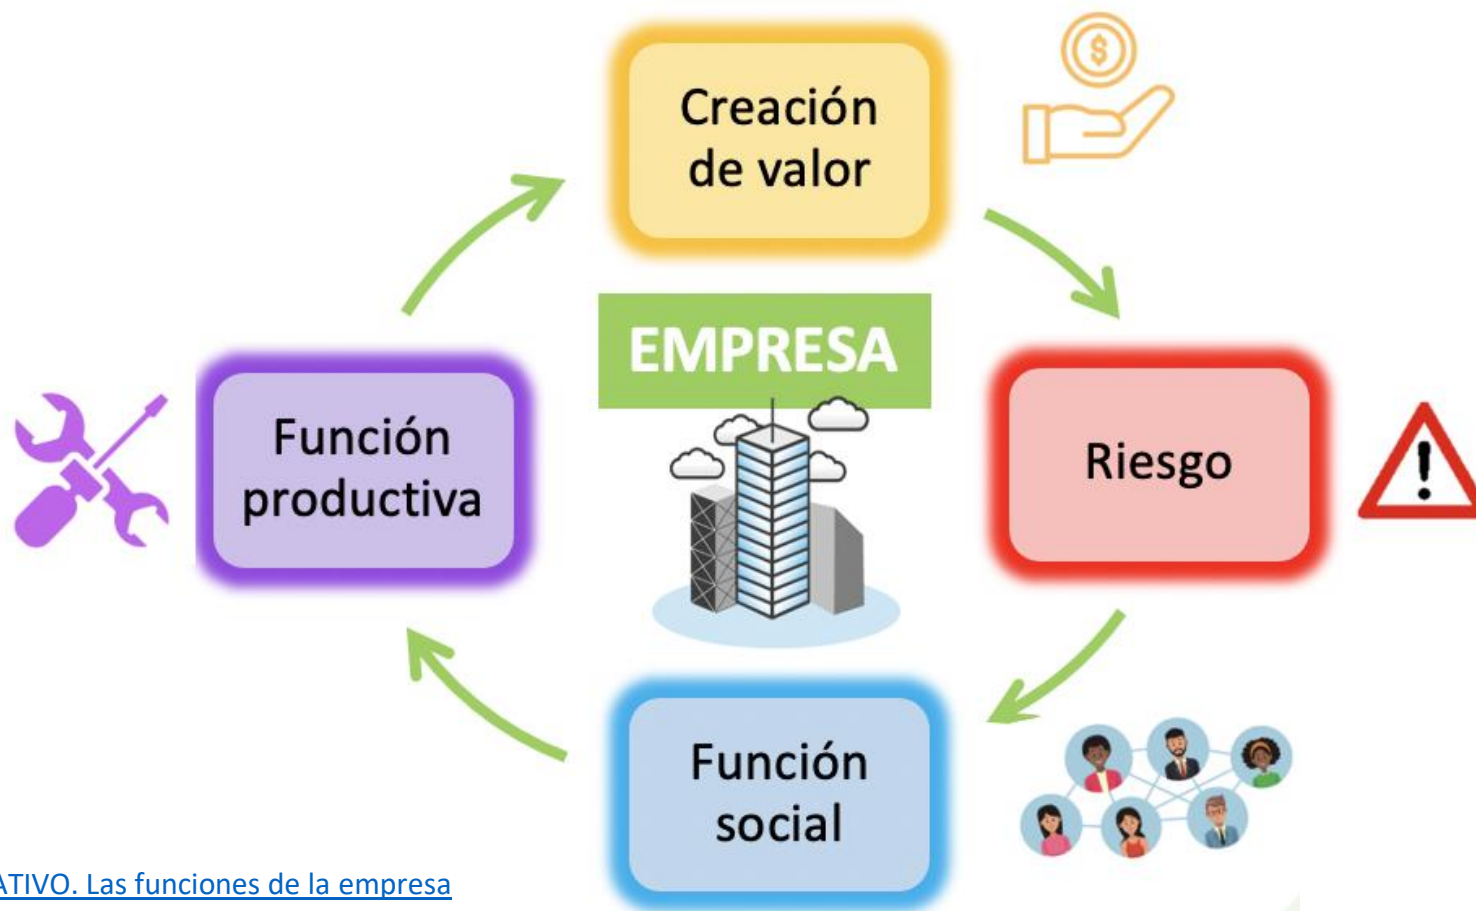 Creación
de valor
EMPRESA
Función
productiva
Riesgo
Función
social
ATIVO. Las funciones de la empresa